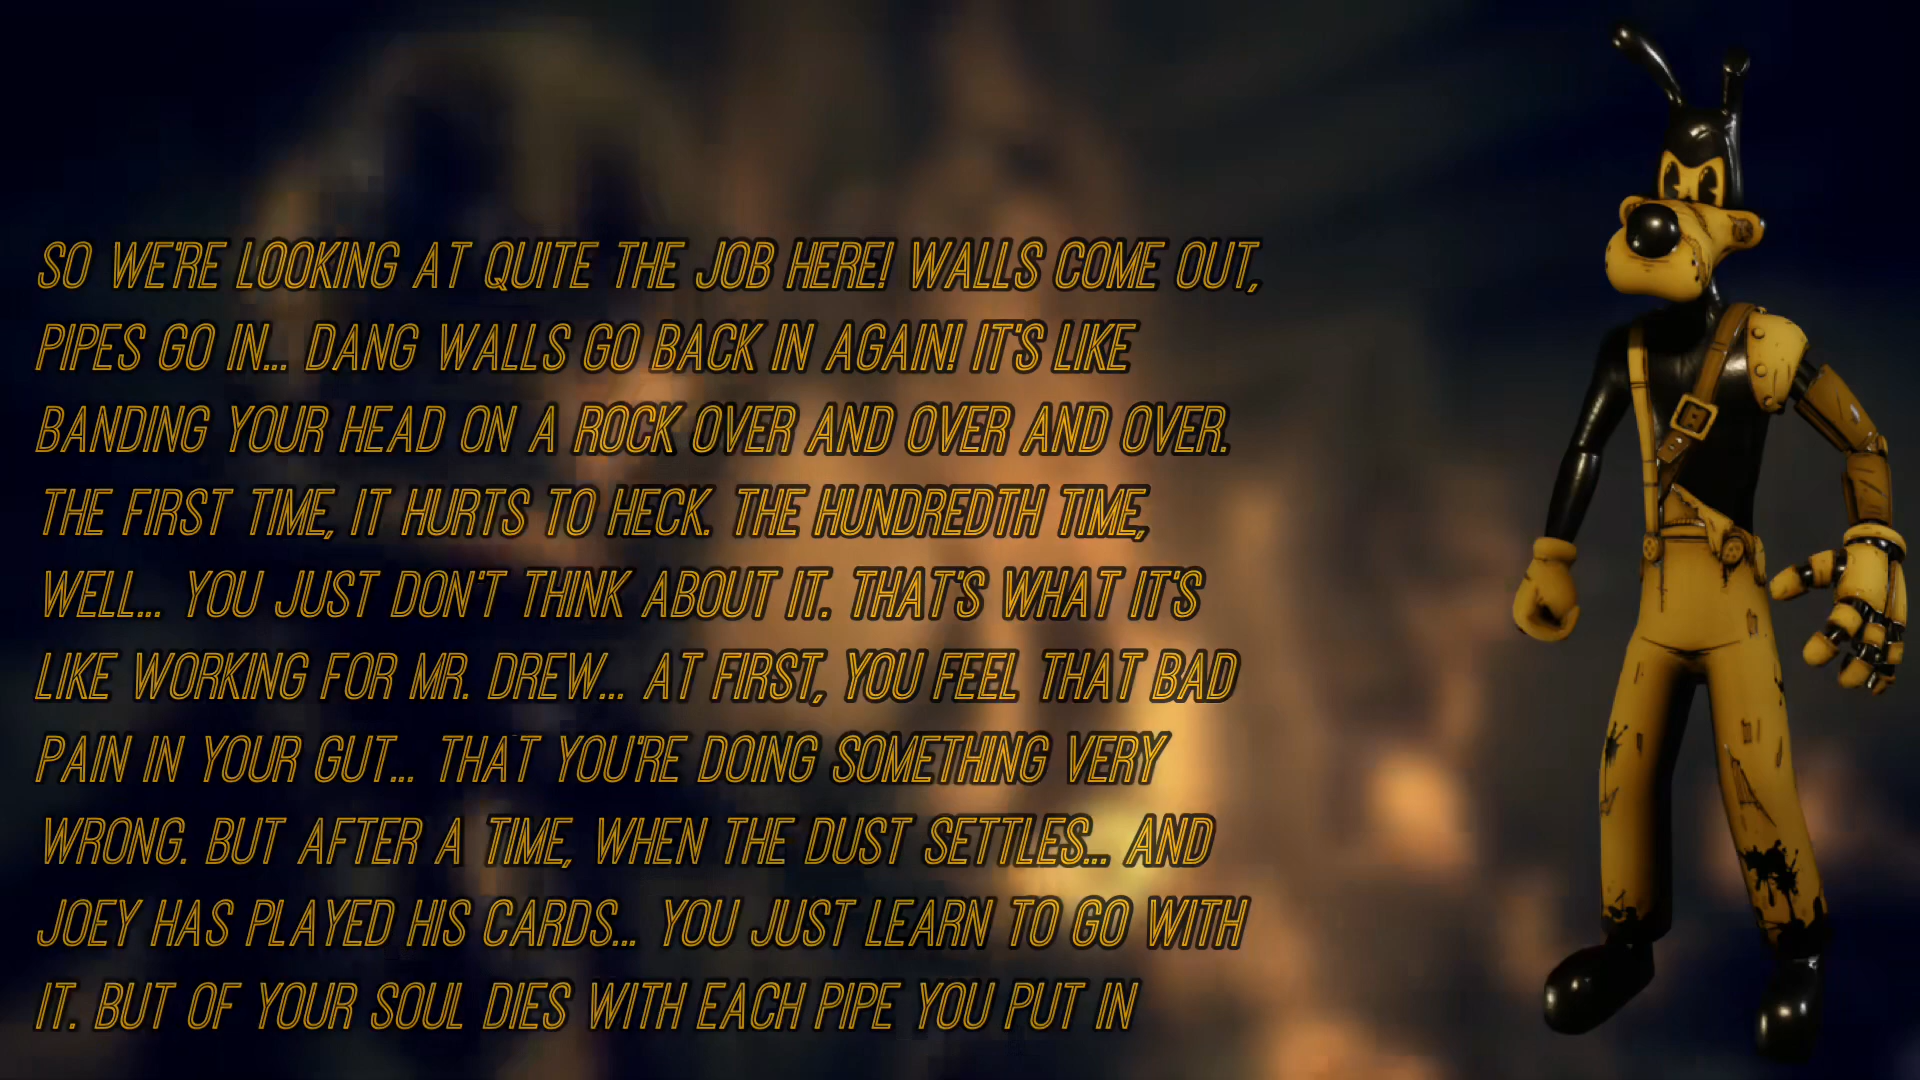 SO WE'RE LOOKING AT QUITE THE JOB HERE! WALLS COME OUT,
PIPES GO IN... DANG WALLS GO BACK IN AGAIN! IT'S LIKE
BANDING YOUR HEAD ON A ROCK OVER AND OVER AND OVER.
THE FIRST TIME, IT HURTS TO HECK. THE HUNDREDTH TIME,
WELL... YOU JUST DON'T THINK ABOUT IT. THAT'S WHAT IT'S
LIKE WORKING FOR MR. DREW... AT FIRST, YOU FEEL THAT BAD
PAIN IN YOUR GUT... THAT YOU'RE DOING SOMETHING VERY
WRONG. BUT AFTER A TIME, WHEN THE DUST SETTLES... AND
JOEY HAS PLAYED HIS CARDS... YOU JUST LEARN TO GO WITH
IT. BUT OF YOUR SOUL DIES WITH EACH PIPE YOU PUT IN